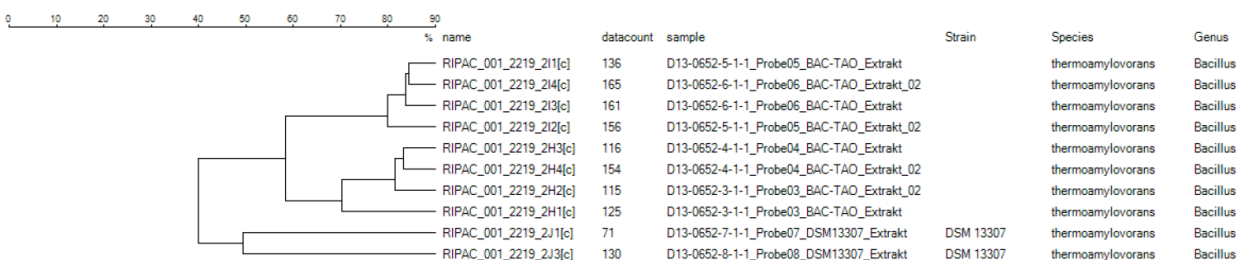 0 10 20 30 40 50 60 70 80 90
% name datacount sample Strain Species Genus
RIPAC_001_2219_2I1[c] 136 D13-0652-5-1-1_Probe05_BAC-TAO_Extrakt thermoamylovorans Bacillus
RIPAC_001_2219_2I4[c] 165 D13-0652-6-1-1_Probe06_BAC-TAO_Extrakt_02 thermoamylovorans Bacillus
RIPAC_001_2219_2I3[c] 161 D13-0652-6-1-1_Probe06_BAC-TAO_Extrakt thermoamylovorans Bacillus
RIPAC_001_2219_2I2[c] 156 D13-0652-5-1-1_Probe05_BAC-TAO_Extrakt_02 thermoamylovorans Bacillus
RIPAC_001_2219_2H3[c] 116 D13-0652-4-1-1_Probe04_BAC-TAO_Extrakt thermoamylovorans Bacillus
RIPAC_001_2219_2H4[c] 154 D13-0652-4-1-1_Probe04_BAC-TAO_Extrakt_02 thermoamylovorans Bacillus
RIPAC_001_2219_2H2[c] 115 D13-0652-3-1-1_Probe03_BAC-TAO_Extrakt_02 thermoamylovorans Bacillus
RIPAC_001_2219_2H1[c] 125 D13-0652-3-1-1_Probe03_BAC-TAO_Extrakt thermoamylovorans Bacillus
RIPAC_001_2219_2J1[c] 71 D13-0652-7-1-1_Probe07_DSM13307_Extrakt DSM 13307 thermoamylovorans Bacillus
RIPAC_001_2219_2J3[c] 130 D13-0652-8-1-1_Probe08_DSM13307_Extrakt DSM 13307 thermoamylovorans Bacillus